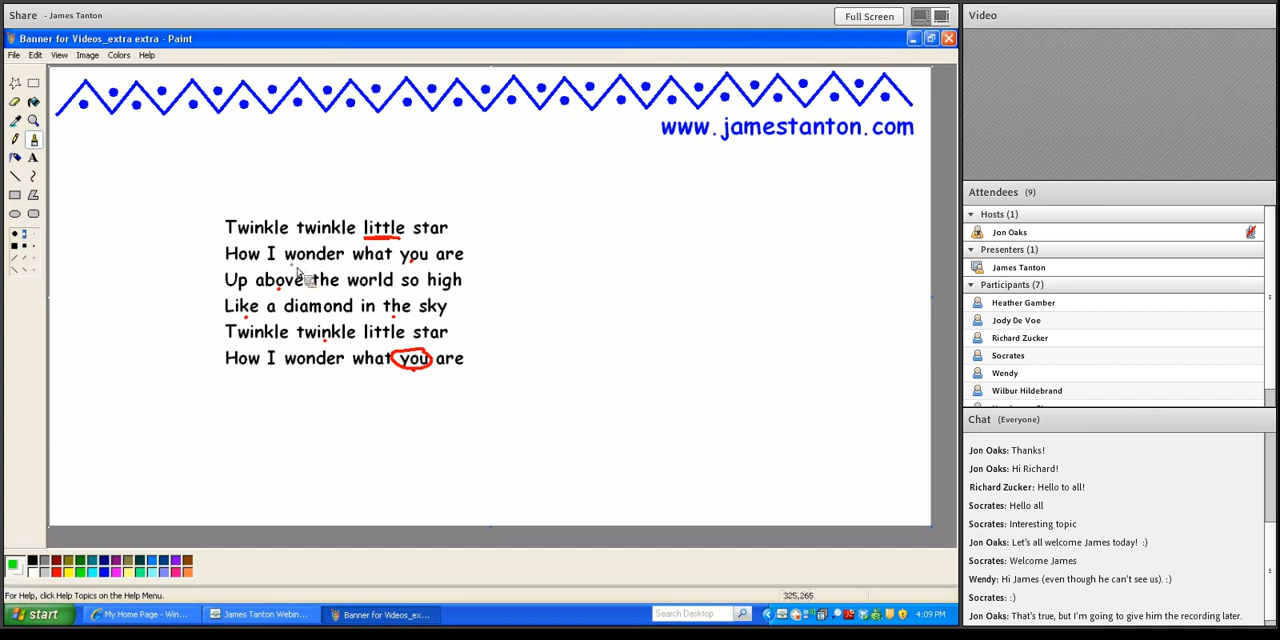 Share - James Tanton
Full Screen
Banner for Videos_extra extra - Paint
File Edit View Image Colors Help
www.jamestanton.com
Twinkle twinkle little star
How I wonder what you are
Up above the world so high
Like a diamond in the sky
Twinkle twinkle little star
How I wonder what you are
For Help, click Help Topics on the Help Menu.
325,265
start
My Home Page - Win...
James Tanton Webin...
Banner for Videos_ex...
Search Desktop
4:09 PM
Video
Attendees (9)
Hosts (1)
Jon Oaks
Presenters (1)
James Tanton
Participants (7)
Heather Gamber
Jody De Voe
Richard Zucker
Socrates
Wendy
Wilbur Hildebrand
Chat (Everyone)
Jon Oaks: Thanks!
Jon Oaks: Hi Richard!
Richard Zucker: Hello to all!
Socrates: Hello all
Socrates: Interesting topic
Jon Oaks: Let's all welcome James today! :)
Socrates: Welcome James
Wendy: Hi James (even though he can't see us). :)
Socrates: :)
Jon Oaks: That's true, but I'm going to give him the recording later.